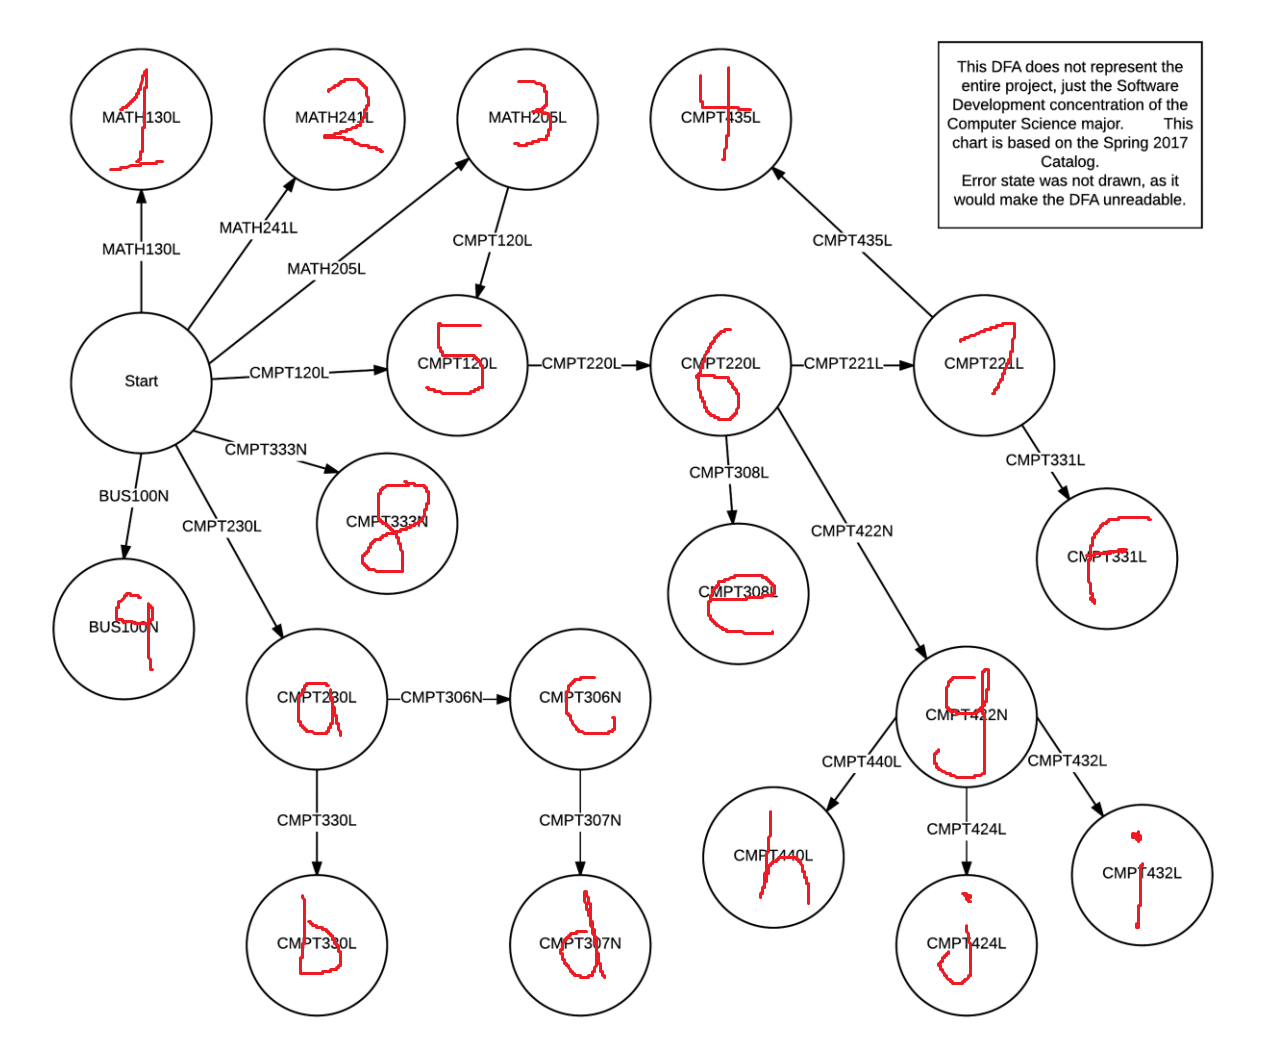 MATH130L
1
MATH241L
2
MATH205L
3
CMPT435L
4
This DFA does not represent the
entire project, just the Software
Development concentration of the
Computer Science major. This
chart is based on the Spring 2017
Catalog.
Error state was not drawn, as it
would make the DFA unreadable.
MATH130L
MATH241L
MATH205L
CMPT120L
CMPT435L
Start
CMPT120L
CMPT120L
5
CMPT220L
CMPT220L
6
CMPT221L
CMPT221L
7
CMPT333N
CMPT333N
8
BUS100N
CMPT230L
CMPT308L
CMPT422N
CMPT331L
BUS100N
9
CMPT308L
e
CMPT331L
F
CMPT230L
a
CMPT306N
CMPT306N
c
CMPT422N
g
CMPT440L
CMPT432L
CMPT330L
CMPT307N
CMPT424L
CMPT440L
h
CMPT432L
i
CMPT330L
b
CMPT307N
d
CMPT424L
j